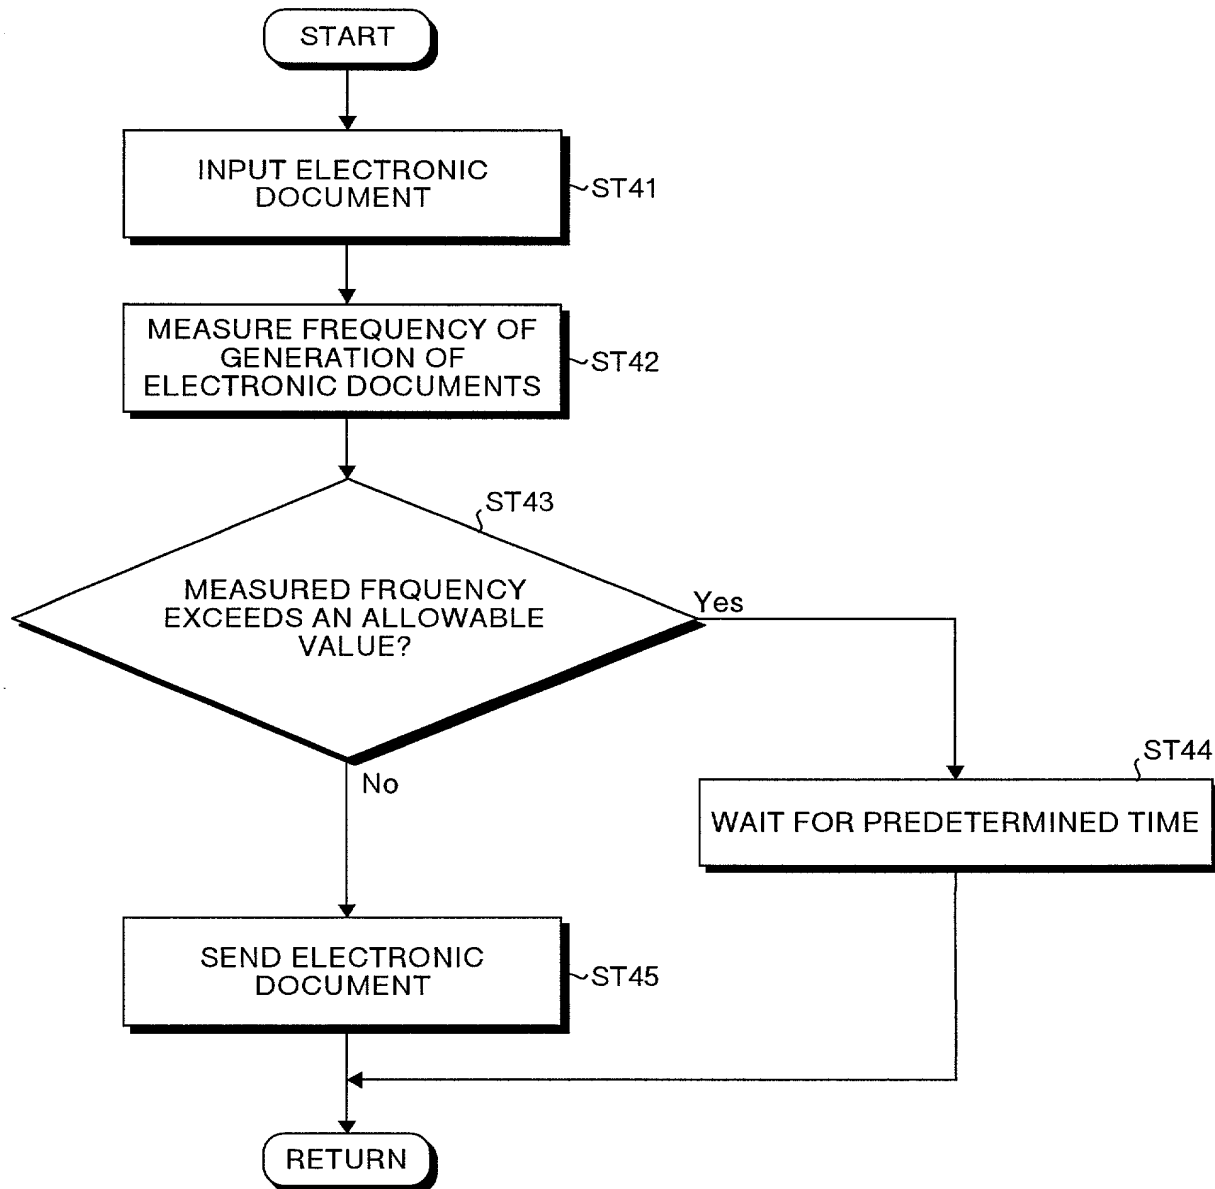 START
INPUT ELECTRONIC
DOCUMENT
ST41
MEASURE FREQUENCY OF
GENERATION OF
ELECTRONIC DOCUMENTS
ST42
ST43
MEASURED FRQUENCY
EXCEEDS AN ALLOWABLE
VALUE?
Yes
No
ST44
WAIT FOR PREDETERMINED TIME
SEND ELECTRONIC
DOCUMENT
ST45
RETURN